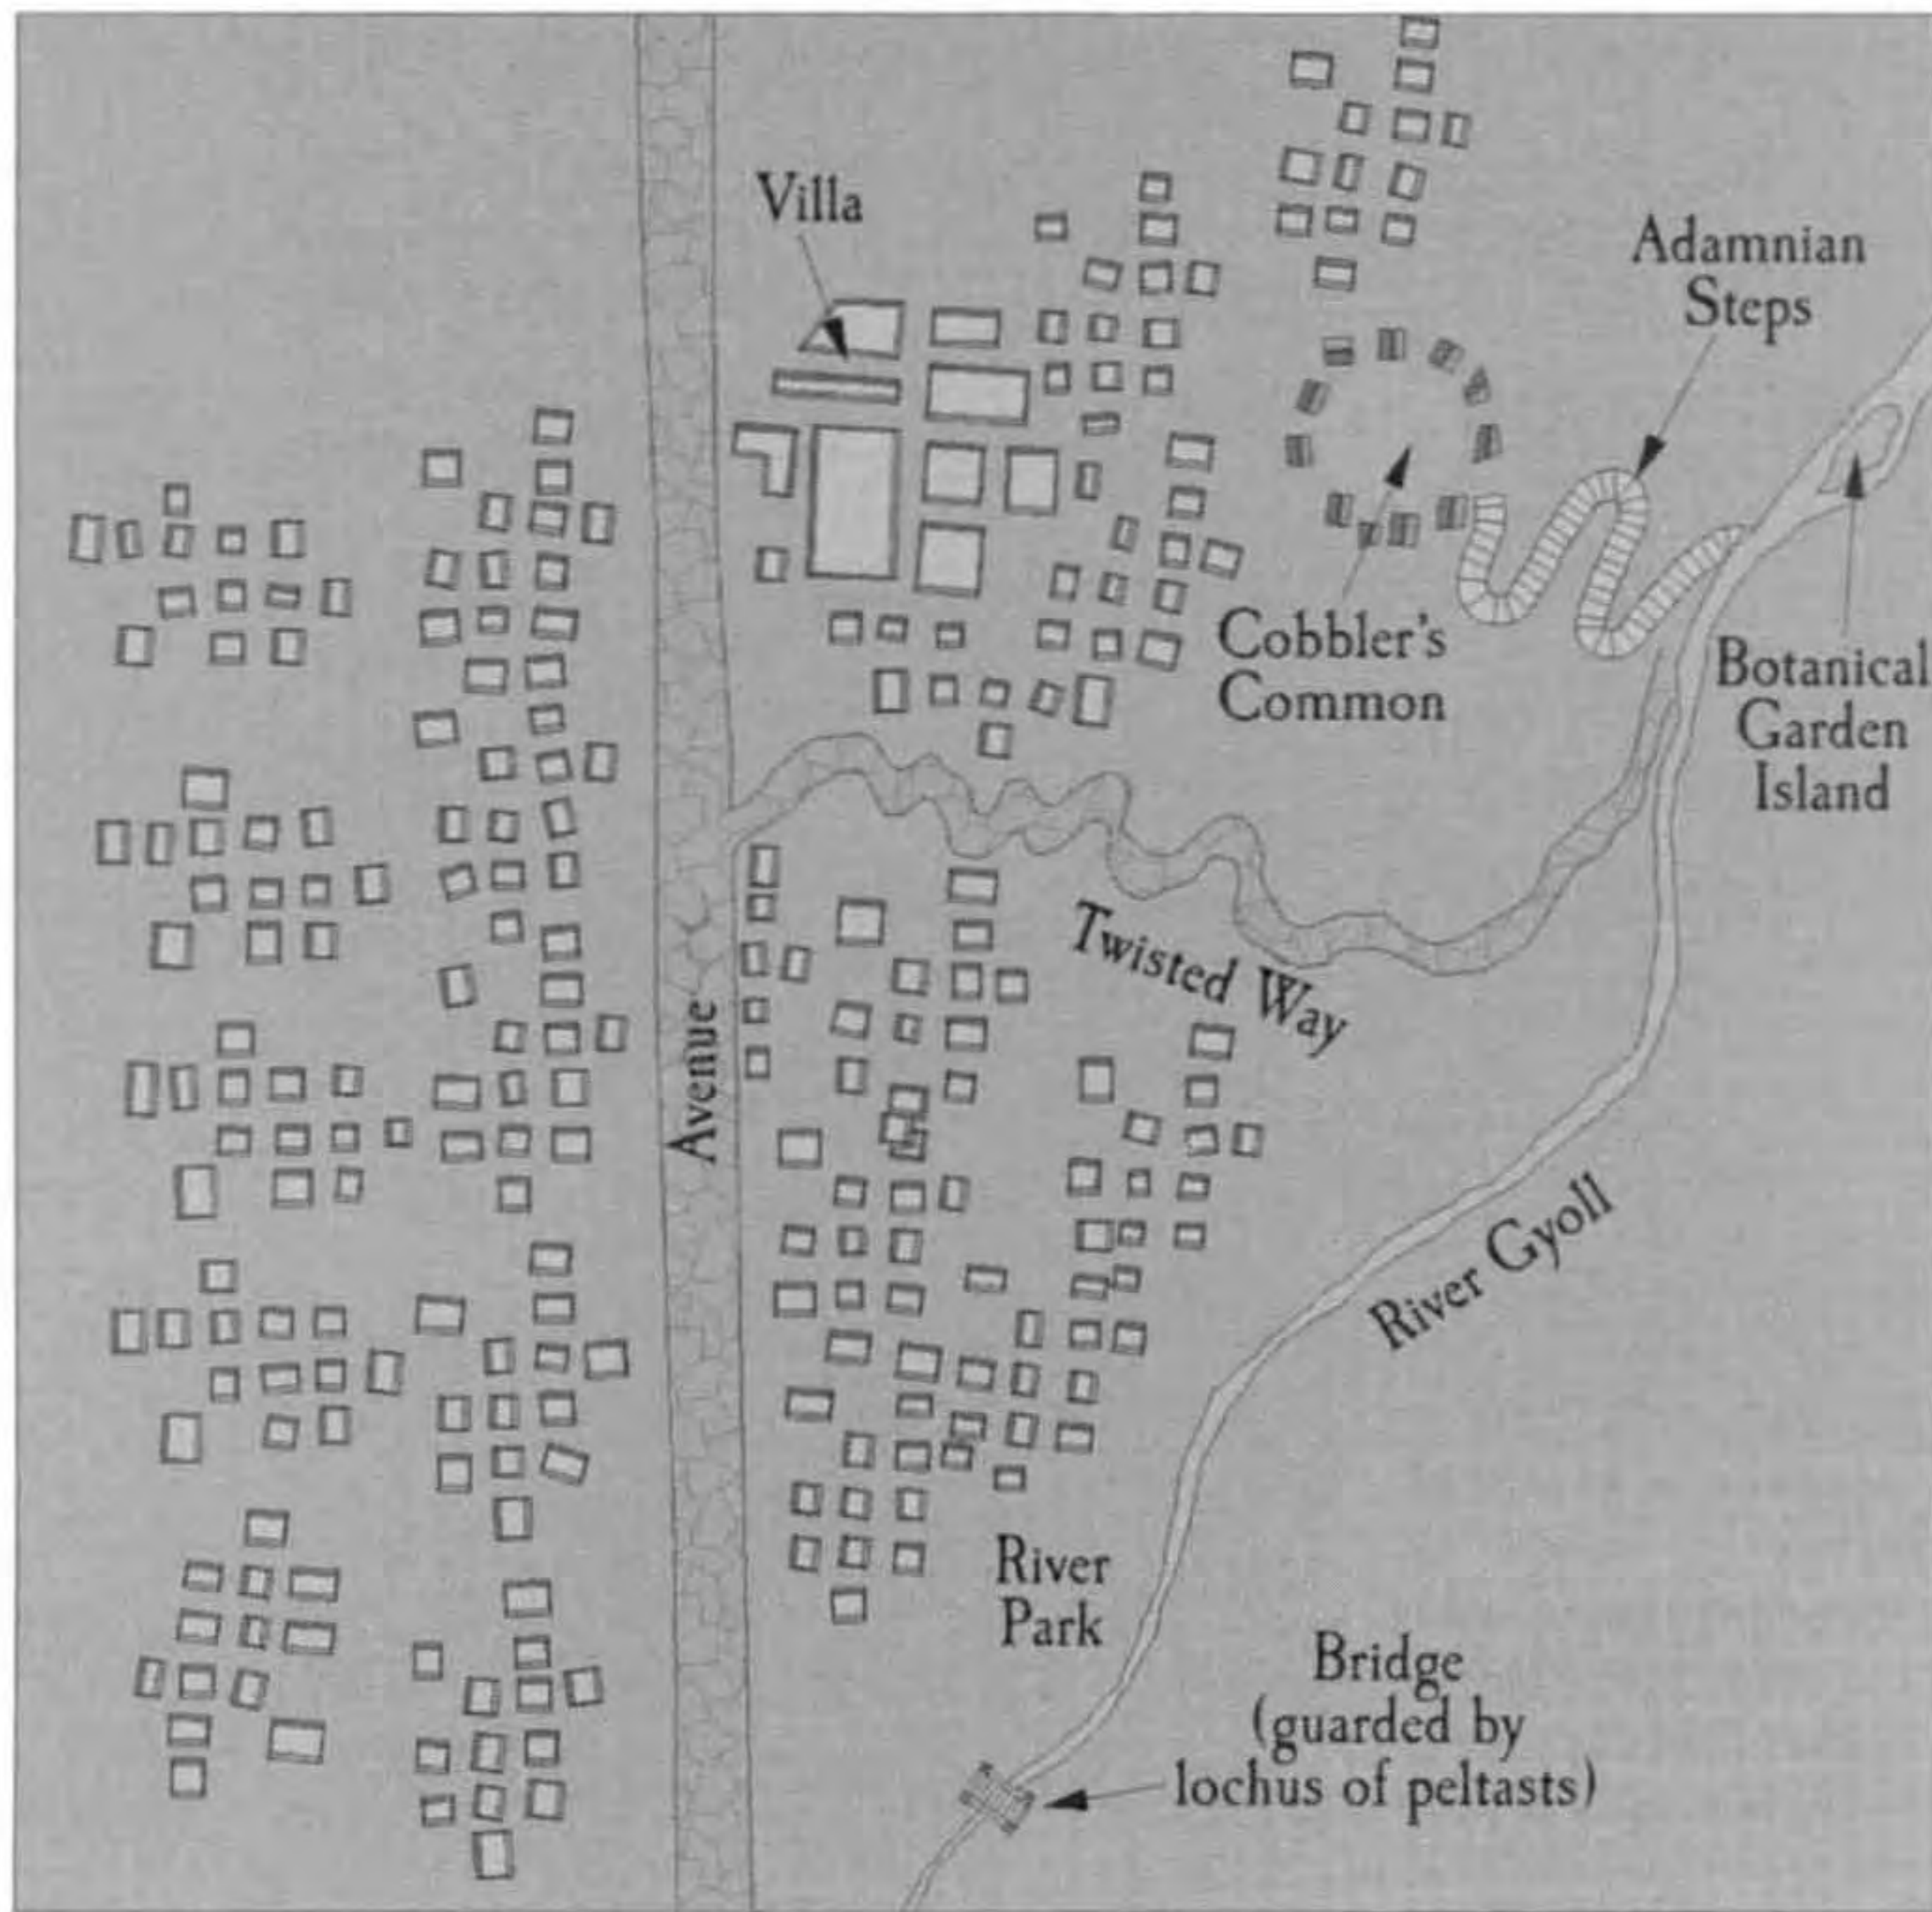 Villa
Adamnian
Steps
Cobbler's
Common
Botanical
Garden
Island
Twisted Way
Avenue
River Gyoll
River
Park
Bridge
(guarded by
lochus of peltasts)